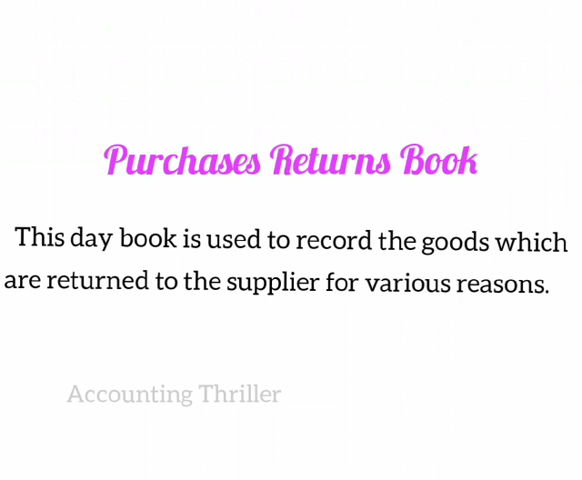 Purchases Returns Book
This day book is used to record the goods which
are returned to the supplier for various reasons.
Accounting Thriller